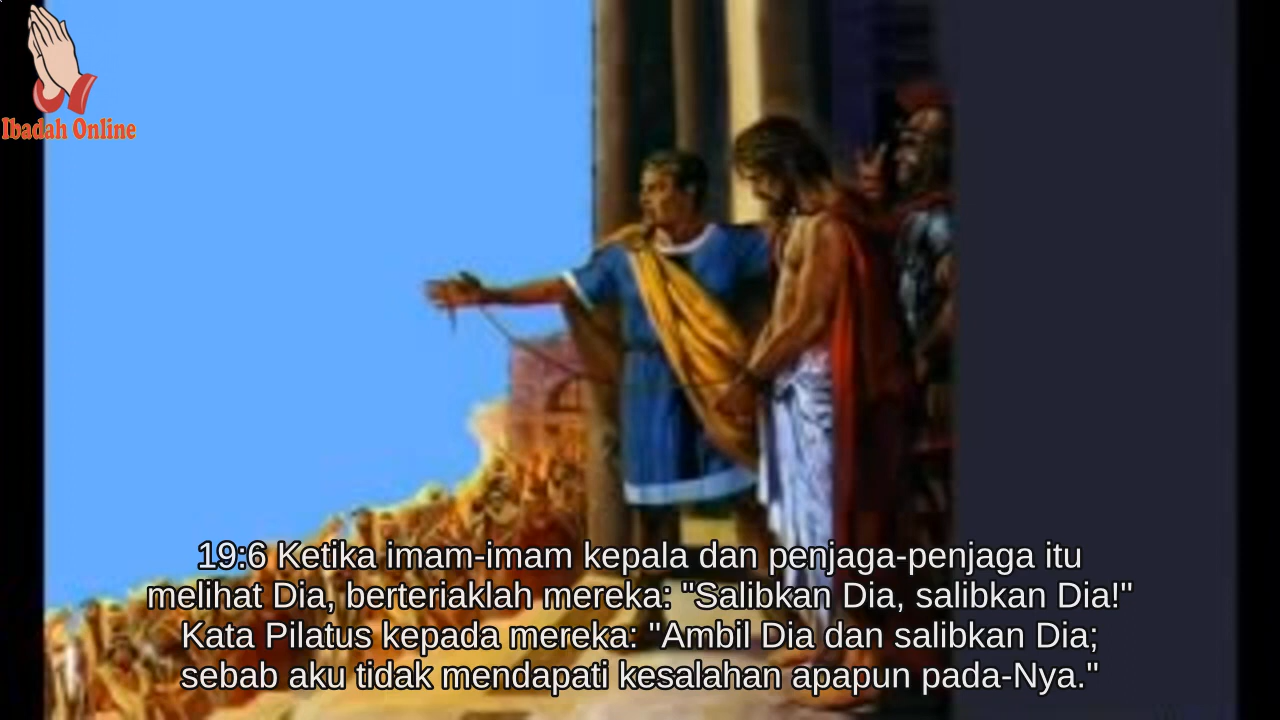 Ibadah Online
19:6 Ketika imam-imam kepala dan penjaga-penjaga itu
melihat Dia, berteriaklah mereka: "Salibkan Dia, salibkan Dia!"
Kata Pilatus kepada mereka: "Ambil Dia dan salibkan Dia;
sebab aku tidak mendapati kesalahan apapun pada-Nya."